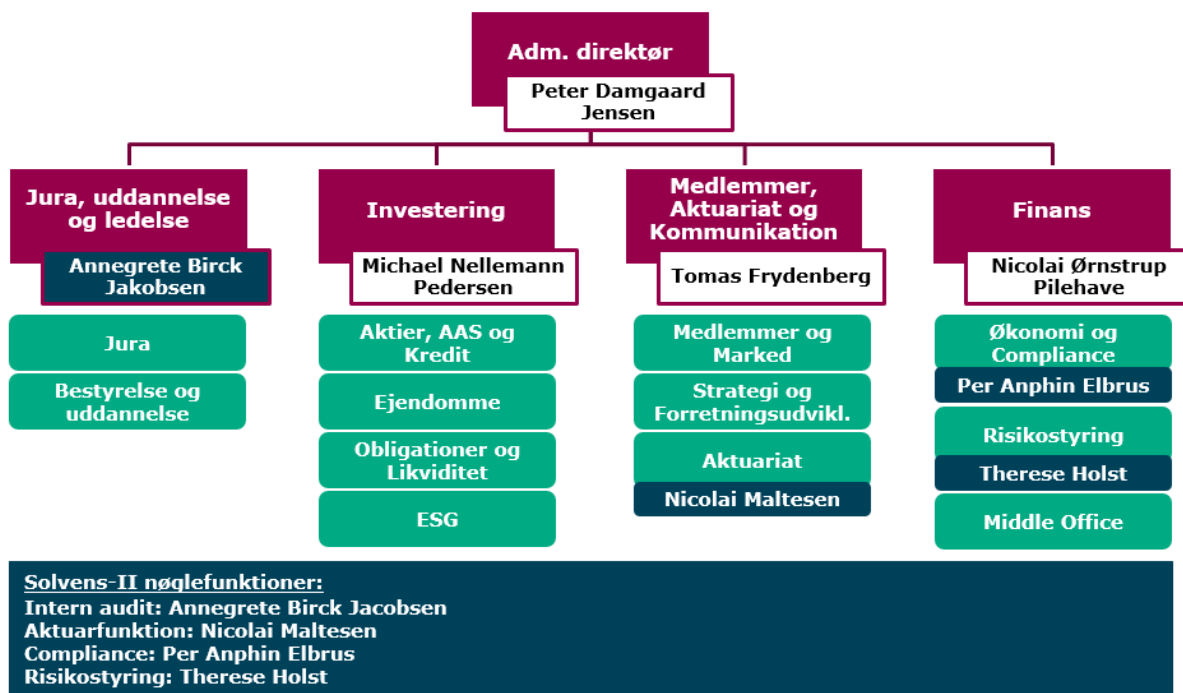 Adm. direktør
Peter Damgaard
Jensen
Jura, uddannelse
og ledelse
Annegrete Birck
Jakobsen
Jura
Bestyrelse og
uddannelse
Investering
Michael Nellemann
Pedersen
Aktier, AAS og
Kredit
Ejendomme
Obligationer og
Likviditet
ESG
Medlemmer,
Aktuariat og
Kommunikation
Tomas Frydenberg
Medlemmer og
Marked
Strategi og
Forretningsudvikl.
Aktuariat
Nicolai Maltesen
Finans
Nicolai Ørnstrup
Pilehave
Økonomi og
Compliance
Per Anphin Elbrus
Risikostyring
Therese Holst
Middle Office
Solvens-II nøglefunktioner:
Intern audit: Annegrete Birck Jacobsen
Aktuarfunktion: Nicolai Maltesen
Compliance: Per Anphin Elbrus
Risikostyring: Therese Holst